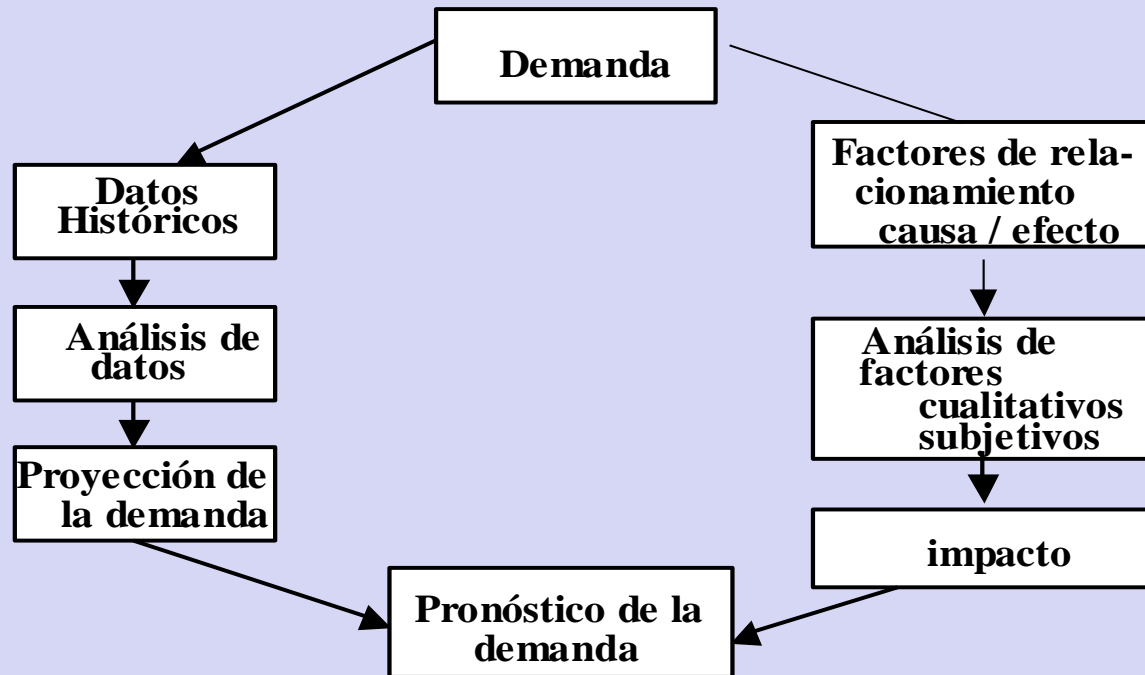 Demanda
Datos
Históricos
Análisis de
datos
Proyección de
la demanda
Factores de rela-
cionamiento
causa / efecto
Análisis de
factores
cualitativos
subjetivos
impacto
Pronóstico de la
demanda